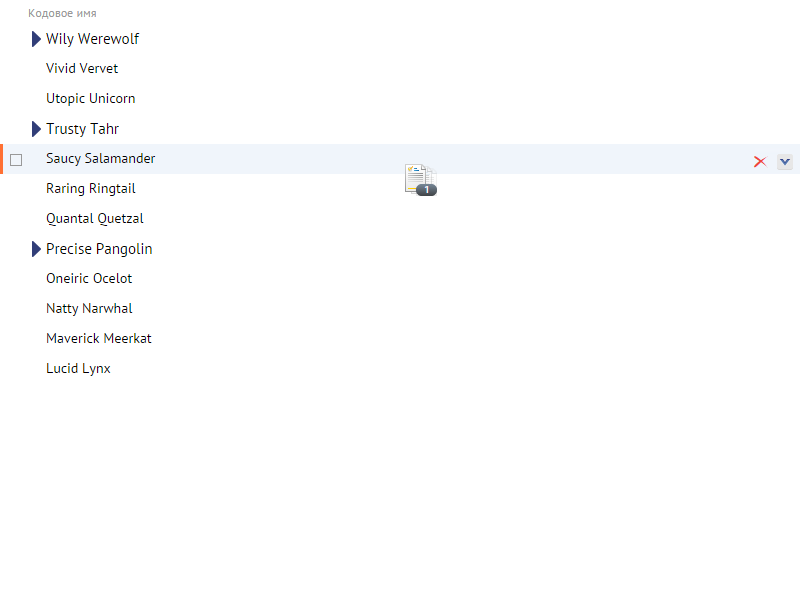 Кодовое имя
Wily Werewolf
Vivid Vervet
Utopic Unicorn
Trusty Tahr
Saucy Salamander
1
Raring Ringtail
Quantal Quetzal
Precise Pangolin
Oneiric Ocelot
Natty Narwhal
Maverick Meerkat
Lucid Lynx